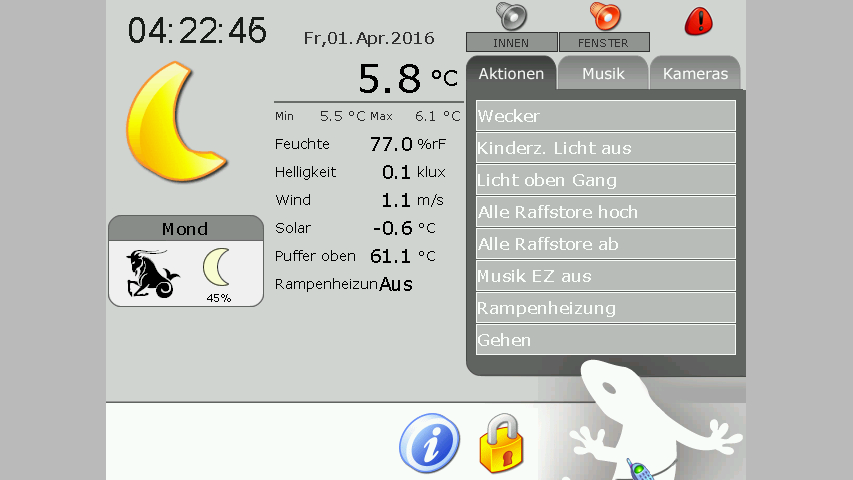 04:22:46
Fr,01.Apr.2016
INNEN
FENSTER
5.8 °C
Aktionen
Musik
Kameras
Min 5.5 °C Max 6.1 °C
Feuchte 77.0 %rF
Helligkeit 0.1 klux
Wind 1.1 m/s
Solar -0.6 °C
Puffer oben 61.1 °C
RampenheizunAus
Wecker
Kinderz. Licht aus
Licht oben Gang
Alle Raffstore hoch
Alle Raffstore ab
Musik EZ aus
Rampenheizung
Gehen
Mond
45%